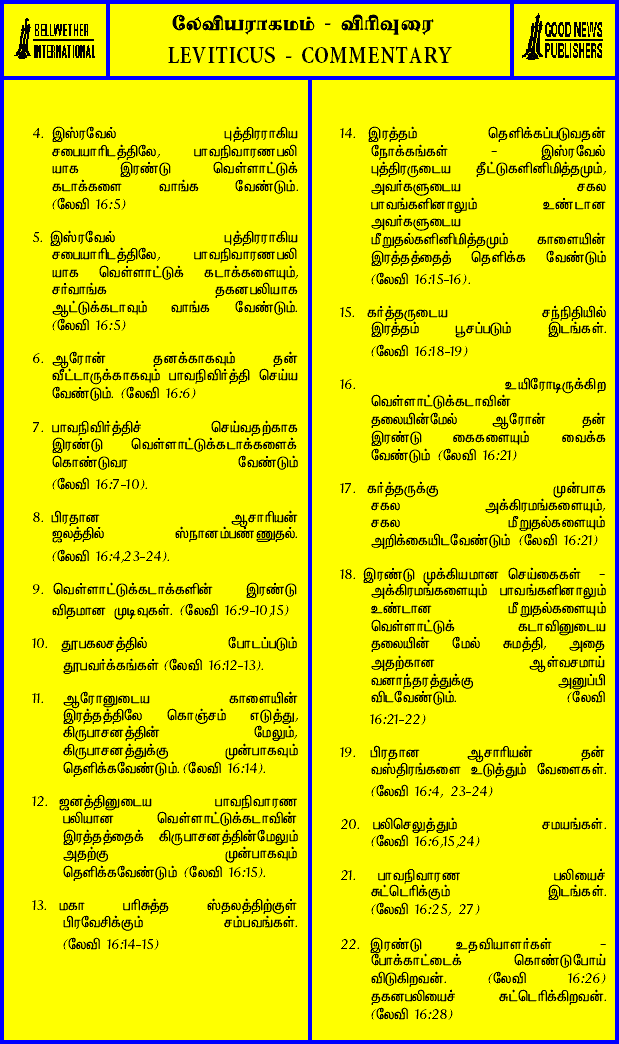 BELLWETHER
INTERNATIONAL
லேவியராகமம் - விரிவுரை
LEVITICUS - COMMENTARY
GOOD NEWS
PUBLISHERS
4. இஸ்ரவேல் புத்திரராகிய
சபையாரிடத்திலே, பாவநிவாரணபலி
யாக இரண்டு வெள்ளாட்டுக்
கடாக்களை வாங்க வேண்டும்.
(லேவி 16:5)
5. இஸ்ரவேல் புத்திரராகிய
சபையாரிடத்திலே, பாவநிவாரணபலி
யாக வெள்ளாட்டுக் கடாக்களையும்,
சர்வாங்க தகனபலியாக
ஆட்டுக்கடாவும் வாங்க வேண்டும்.
(லேவி 16:5)
6. ஆரோன் தனக்காகவும் தன்
வீட்டாருக்காகவும் பாவநிவிர்த்தி செய்ய
வேண்டும். (லேவி 16:6)
7. பாவநிவிர்த்திச் செய்வதற்காக
இரண்டு வெள்ளாட்டுக்கடாக்களைக்
கொண்டுவர வேண்டும்
(லேவி 16:7-10).
8. பிரதான ஆசாரியன்
ஜலத்தில் ஸ்நானம்பண்ணுதல்.
(லேவி 16:4,23-24).
9. வெள்ளாட்டுக்கடாக்களின் இரண்டு
விதமான முடிவுகள். (லேவி 16:9-10,15)
10. தூபகலசத்தில் போடப்படும்
தூபவர்க்கங்கள் (லேவி 16:12-13).
11. ஆரோனுடைய காளையின்
இரத்தத்திலே கொஞ்சம் எடுத்து,
கிருபாசனத்தின் மேலும்,
கிருபாசனத்துக்கு முன்பாகவும்
தெளிக்கவேண்டும். (லேவி 16:14).
12. ஜனத்தினுடைய பாவநிவாரண
பலியான வெள்ளாட்டுக்கடாவின்
இரத்தத்தைக் கிருபாசனத்தின்மேலும்
அதற்கு முன்பாகவும்
தெளிக்கவேண்டும் (லேவி 16:15).
13. மகா பரிசுத்த ஸ்தலத்திற்குள்
பிரவேசிக்கும் சம்பவங்கள்.
(லேவி 16:14-15)
14. இரத்தம் தெளிக்கப்படுவதன்
நோக்கங்கள் - இஸ்ரவேல்
புத்திரருடைய தீட்டுகளினிமித்தமும்,
அவர்களுடைய சகல
பாவங்களினாலும் உண்டான
அவர்களுடைய
மீறுதல்களினிமித்தமும் காளையின்
இரத்தத்தைத் தெளிக்க வேண்டும்
(லேவி 16:15-16).
15. கர்த்தருடைய சந்நிதியில்
இரத்தம் பூசப்படும் இடங்கள்.
(லேவி 16:18-19)
16. உயிரோடிருக்கிற
வெள்ளாட்டுக்கடாவின்
தலையின்மேல் ஆரோன் தன்
இரண்டு கைகளையும் வைக்க
வேண்டும் (லேவி 16:21)
17. கர்த்தருக்கு முன்பாக
சகல அக்கிரமங்களையும்,
சகல மீறுதல்களையும்
அறிக்கையிடவேண்டும் (லேவி 16:21)
18. இரண்டு முக்கியமான செய்கைகள் -
அக்கிரமங்களையும் பாவங்களினாலும்
உண்டான மீறுதல்களையும்
வெள்ளாட்டுக் கடாவினுடைய
தலையின் மேல் சுமத்தி, அதை
அதற்கான ஆள்வசமாய்
வனாந்தரத்துக்கு அனுப்பி
விடவேண்டும். (லேவி
16:21-22)
19. பிரதான ஆசாரியன் தன்
வஸ்திரங்களை உடுத்தும் வேளைகள்.
(லேவி 16:4, 23-24)
20. பலிசெலுத்தும் சமயங்கள்.
(லேவி 16:6,15,24)
21. பாவநிவாரண பலியைச்
சுட்டெரிக்கும் இடங்கள்.
(லேவி 16:25, 27)
22. இரண்டு உதவியாளர்கள் -
போக்காட்டைக் கொண்டுபோய்
விடுகிறவன். (லேவி 16:26)
தகனபலியைச் சுட்டெரிக்கிறவன்.
(லேவி 16:28)